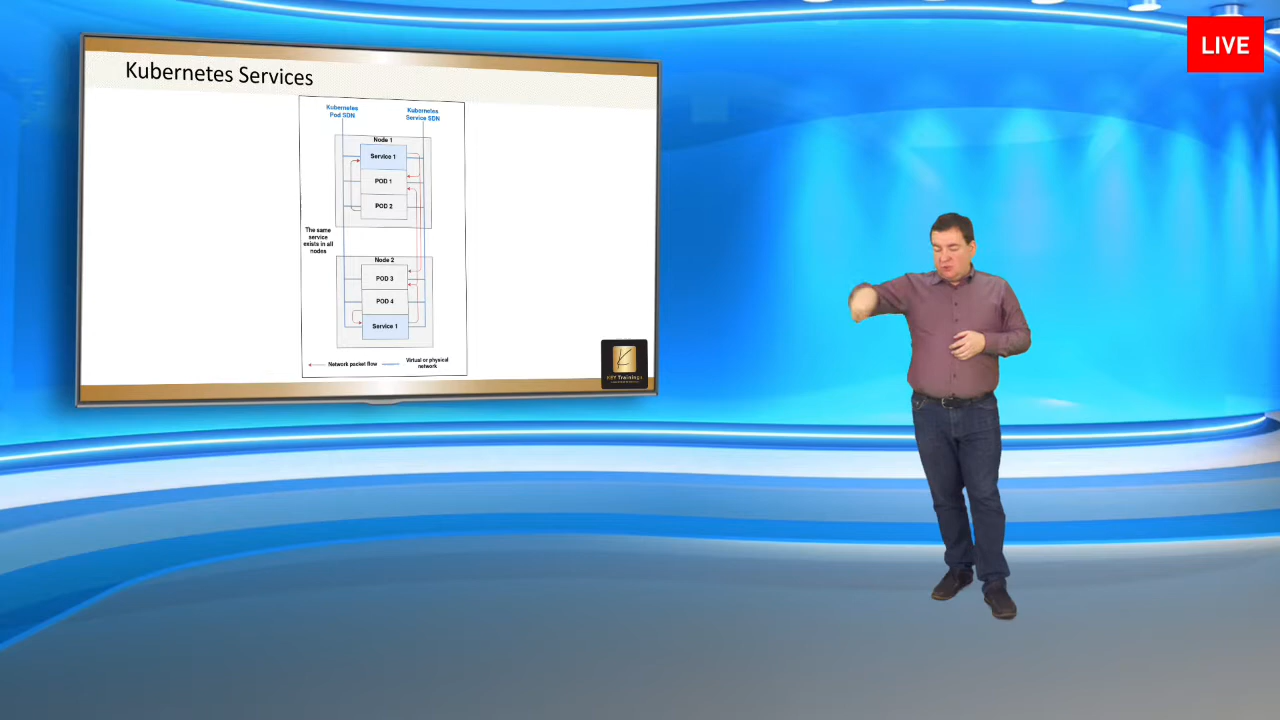 LIVE
Kubernetes Services
Kubernetes
Pod SDN
Kubernetes
Service SDN
Node 1
Service 1
POD 1
POD 2
The same
service
exists in all
nodes
Node 2
POD 3
POD 4
Service 1
Network packet flow
Virtual or physical
network
KEY Trainings